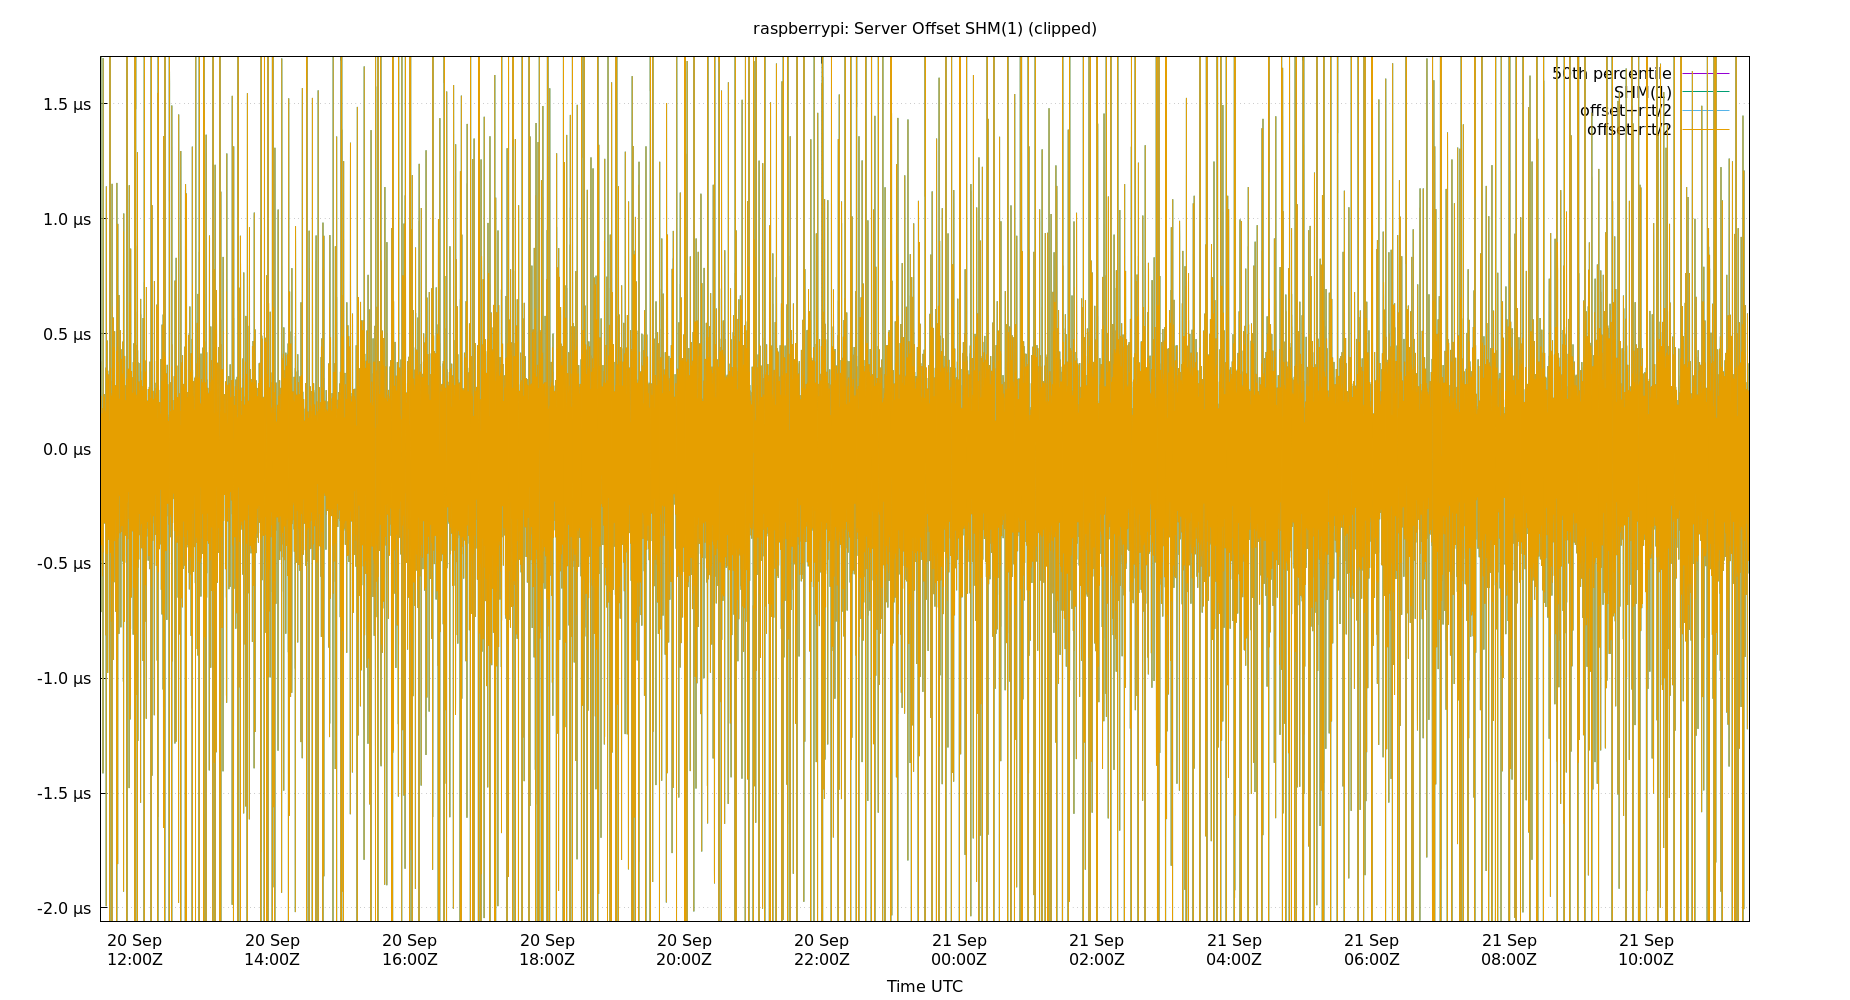 raspberrypi: Server Offset SHM(1) (clipped)
50th percentile
SHM(1)
offset+rtt/2
offset-rtt/2
1.5 µs
1.0 µs
0.5 µs
0.0 µs
-0.5 µs
-1.0 µs
-1.5 µs
-2.0 µs
20 Sep 20 Sep 20 Sep 20 Sep 20 Sep 20 Sep 21 Sep 21 Sep 21 Sep 21 Sep 21 Sep 21 Sep
12:00Z 14:00Z 16:00Z 18:00Z 20:00Z 22:00Z 00:00Z 02:00Z 04:00Z 06:00Z 08:00Z 10:00Z
Time UTC